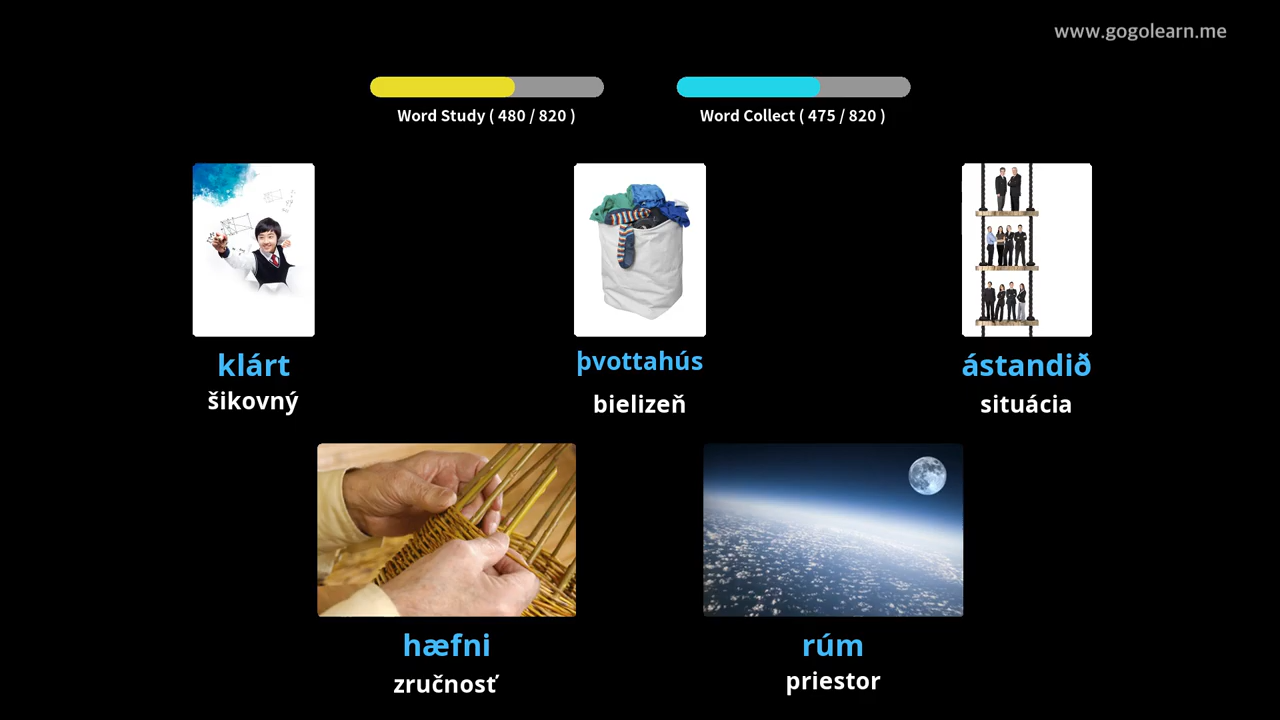 www.gogolearn.me
Word Study ( 480 / 820 )
Word Collect ( 475 / 820 )
klárt
šikovný
þvottahús
bielizeň
ástandið
situácia
hæfni
zručnosť
rúm
priestor